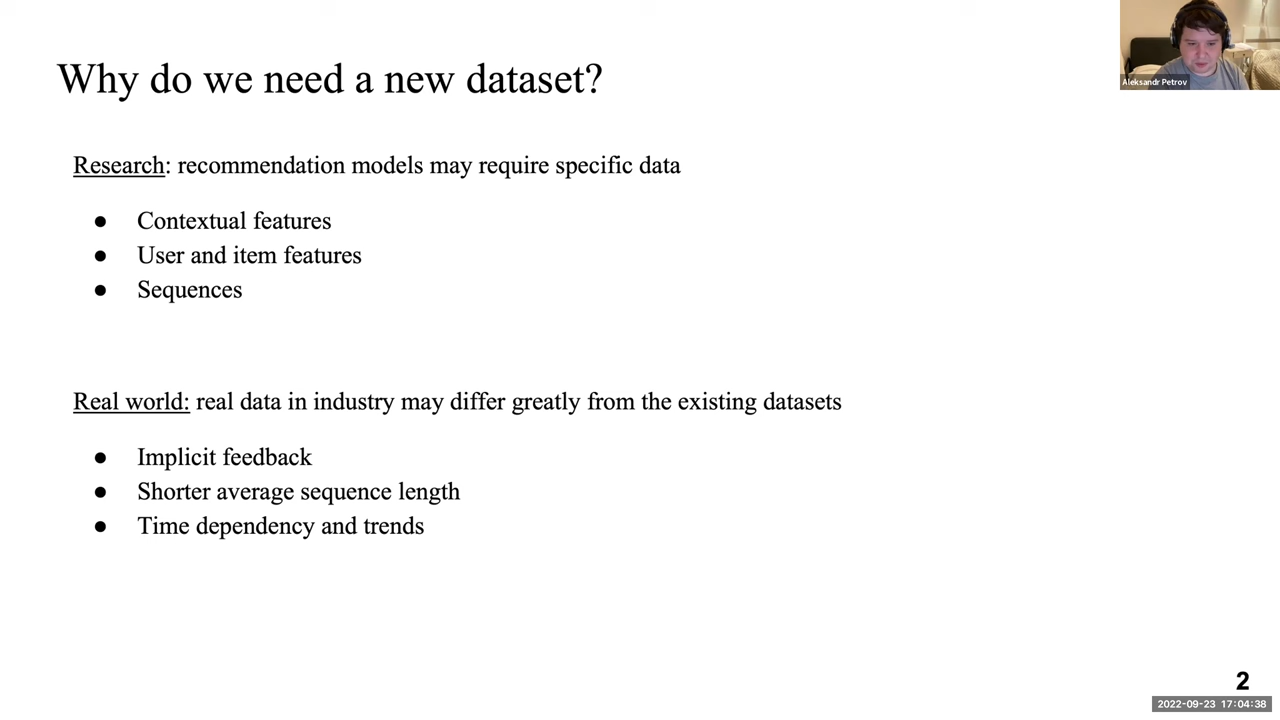 Why do we need a new dataset?
Aleksandr Petrov
Research: recommendation models may require specific data
● Contextual features
● User and item features
● Sequences
Real world: real data in industry may differ greatly from the existing datasets
● Implicit feedback
● Shorter average sequence length
● Time dependency and trends
2
2022-09-23 17:04:38